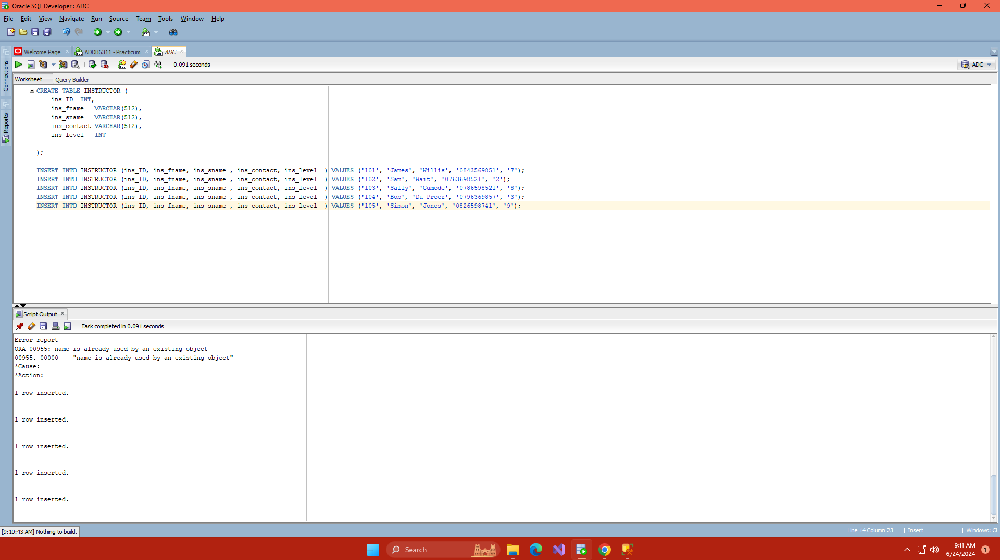 Oracle SQL Developer : ADC
File Edit View Navigate Run Source Team Tools Window Help
Welcome Page ADDB6311 - Practicum ADC
0.091 seconds
ADC
Connections
Reports
Worksheet Query Builder
CREATE TABLE INSTRUCTOR (
ins_ID INT,
ins_fname VARCHAR(512),
ins_sname VARCHAR(512),
ins_contact VARCHAR(512),
ins_level INT
);
INSERT INTO INSTRUCTOR (ins_ID, ins_fname, ins_sname , ins_contact, ins_level ) VALUES ('101', 'James', 'Willis', '0843569851', '7');
INSERT INTO INSTRUCTOR (ins_ID, ins_fname, ins_sname , ins_contact, ins_level ) VALUES ('102', 'Sam', 'Wait', '0763698521', '2');
INSERT INTO INSTRUCTOR (ins_ID, ins_fname, ins_sname , ins_contact, ins_level ) VALUES ('103', 'Sally', 'Gumede', '0786598521', '8');
INSERT INTO INSTRUCTOR (ins_ID, ins_fname, ins_sname , ins_contact, ins_level ) VALUES ('104', 'Bob', 'Du Preez', '0796369857', '3');
INSERT INTO INSTRUCTOR (ins_ID, ins_fname, ins_sname , ins_contact, ins_level ) VALUES ('105', 'Simon', 'Jones', '0826598741', '9');
Script Output
Task completed in 0.091 seconds
Error report -
ORA-00955: name is already used by an existing object
00955. 00000 - "name is already used by an existing object"
*Cause:
*Action:
1 row inserted.
1 row inserted.
1 row inserted.
1 row inserted.
1 row inserted.
[9:10:43 AM] Nothing to build.
Line 14 Column 23 | Insert | | Windows: CF
Search
9:11 AM
6/24/2024
1